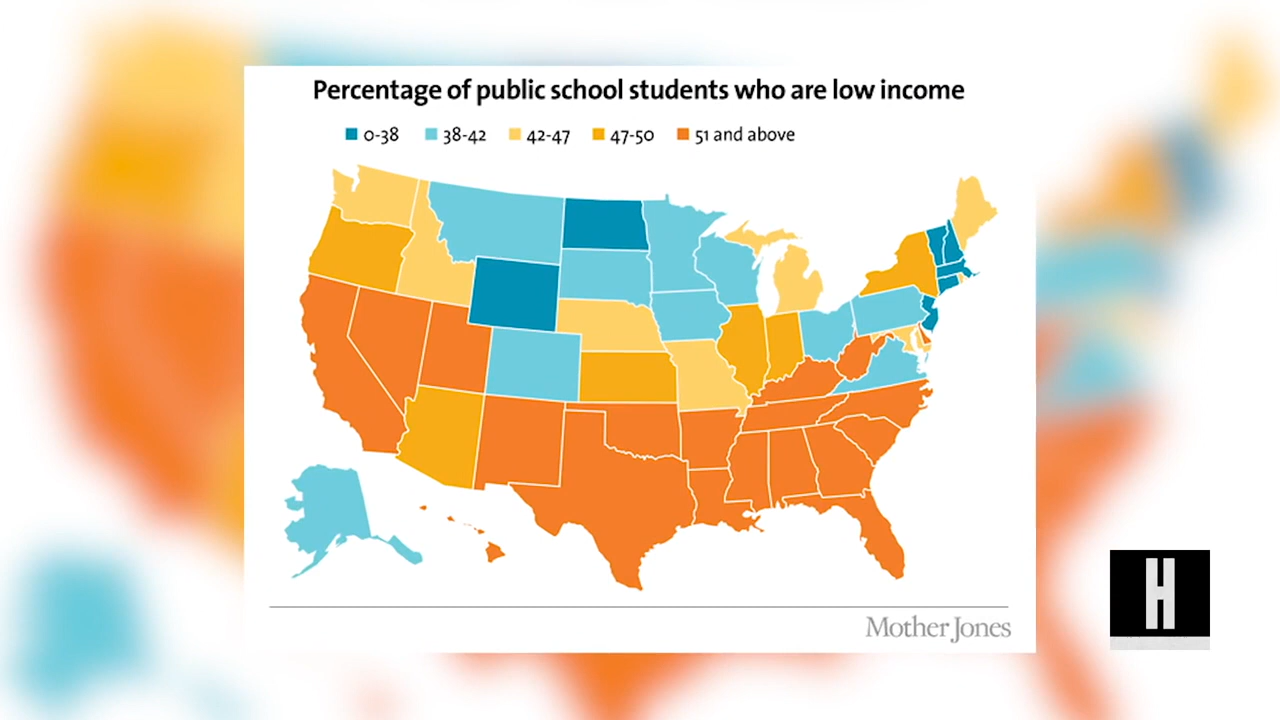 Percentage of public school students who are low income
0-38 38-42 42-47 47-50 51 and above
Mother Jones
H